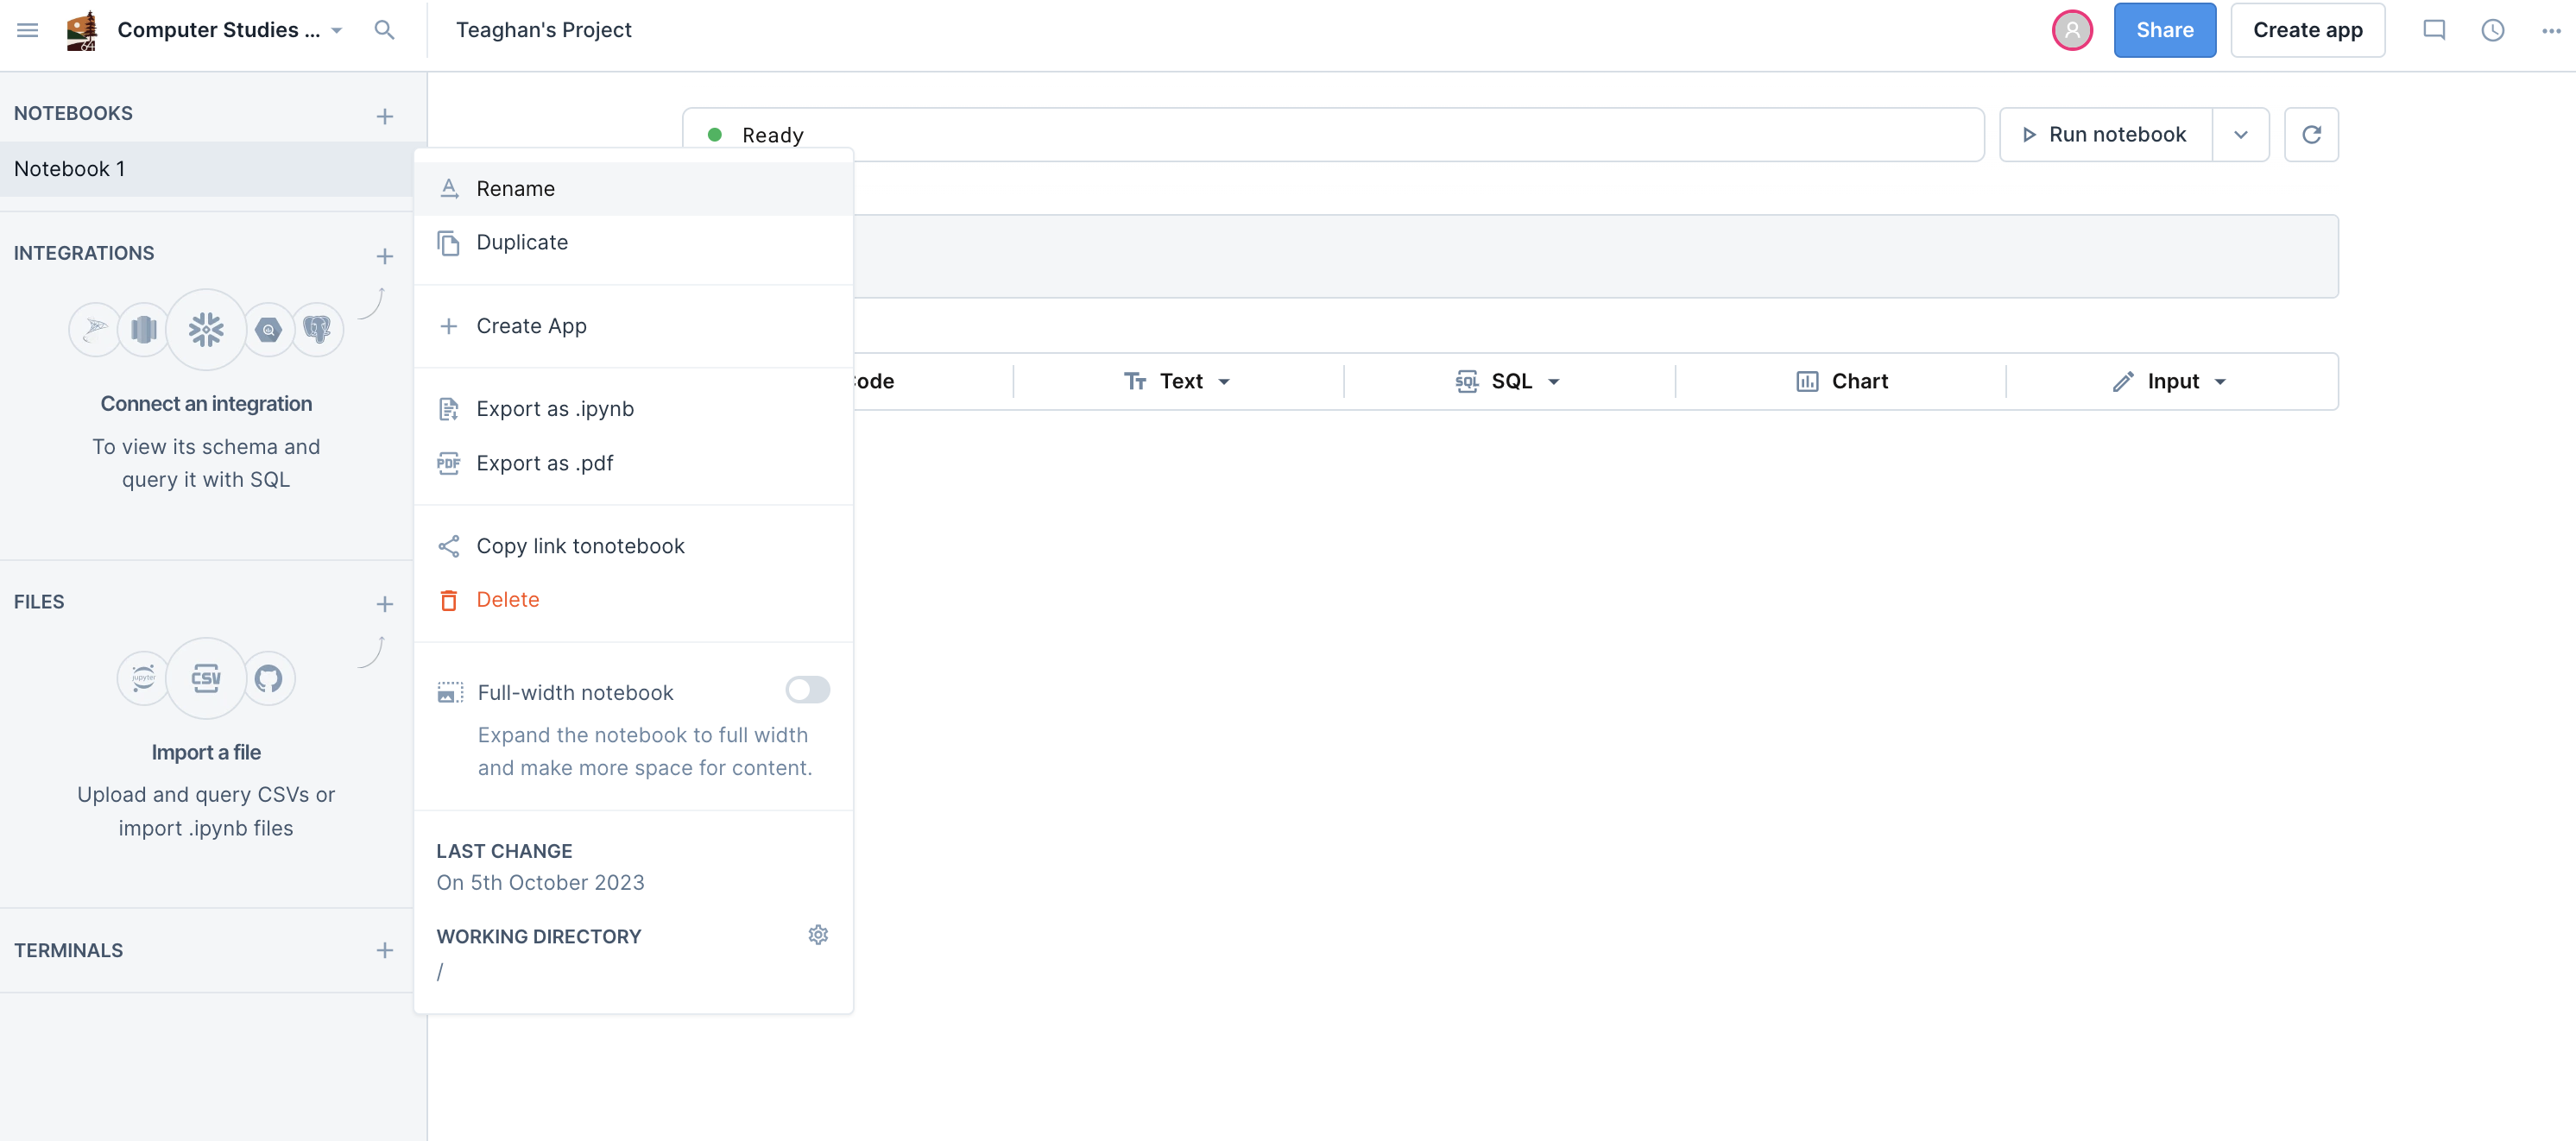 Computer Studies ...
Teaghan's Project
Share
Create app
NOTEBOOKS
Notebook 1
INTEGRATIONS
Connect an integration
To view its schema and
query it with SQL
FILES
jupyter
CSV
Import a file
Upload and query CSVs or
import .ipynb files
TERMINALS
Rename
Duplicate
Create App
Export as .ipynb
PDF Export as .pdf
Copy link tonotebook
Delete
Full-width notebook
Expand the notebook to full width
and make more space for content.
LAST CHANGE
On 5th October 2023
WORKING DIRECTORY
/
Ready
Run notebook
ode
Text
SQL SQL
Chart
Input